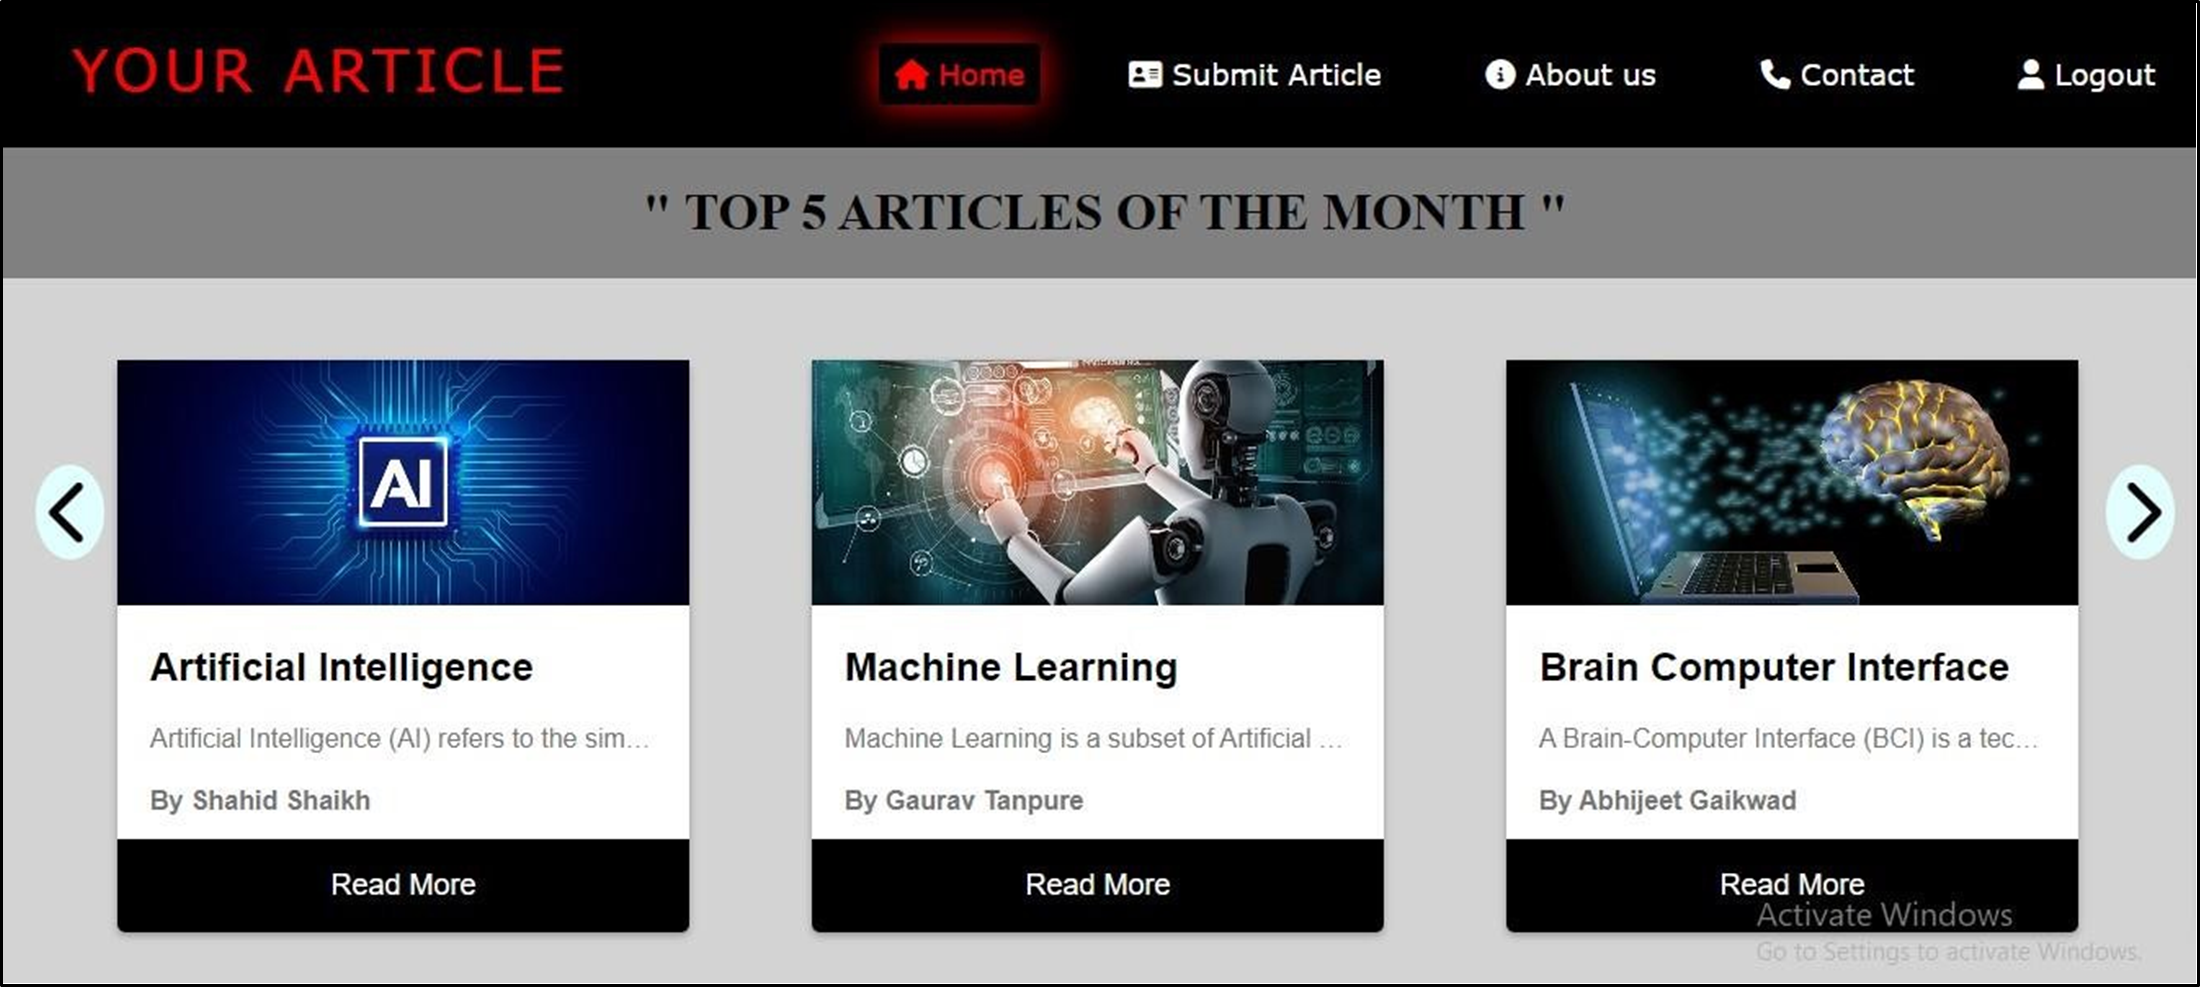 YOUR ARTICLE
Home
Submit Article
About us
Contact
Logout
" TOP 5 ARTICLES OF THE MONTH "
AI
Artificial Intelligence
Artificial Intelligence (AI) refers to the sim...
By Shahid Shaikh
Read More
Machine Learning
Machine Learning is a subset of Artificial ...
By Gaurav Tanpure
Read More
Brain Computer Interface
A Brain-Computer Interface (BCI) is a tec...
By Abhijeet Gaikwad
Read More
Activate Windows
Go to Settings to activate Windows.